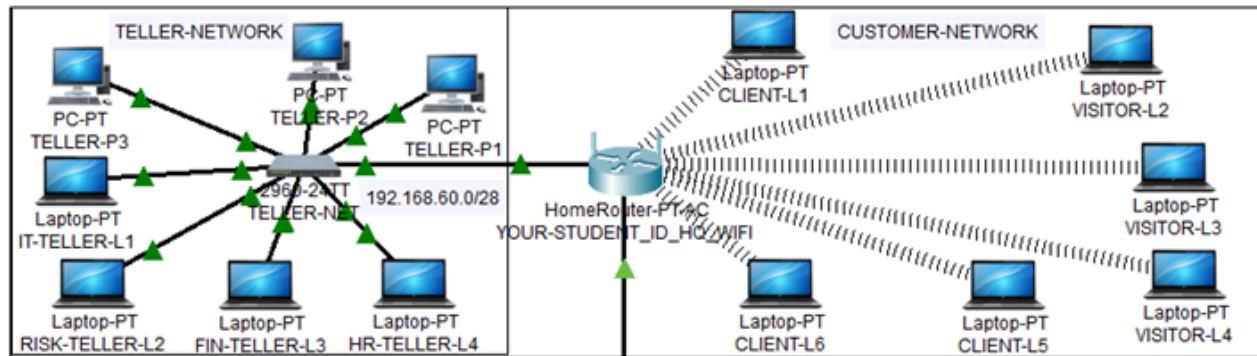 TELLER-NETWORK
PC-PT
TELLER-P3
PC-PT
TELLER-P2
PC-PT
TELLER-P1
2960-24TT
TELLER-NET
192.168.60.0/28
Laptop-PT
IT-TELLER-L1
Laptop-PT
RISK-TELLER-L2
Laptop-PT
FIN-TELLER-L3
Laptop-PT
HR-TELLER-L4
CUSTOMER-NETWORK
Laptop-PT
CLIENT-L1
Laptop-PT
VISITOR-L2
HomeRouter-PT-AC
YOUR-STUDENT_ID_HQ_WIFI
Laptop-PT
VISITOR-L3
Laptop-PT
CLIENT-L6
Laptop-PT
CLIENT-L5
Laptop-PT
VISITOR-L4